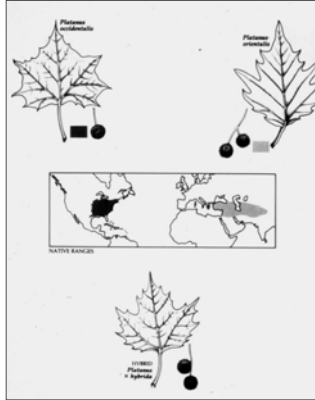 Platanus
occidentalis
Platanus
orientalis
NATIVE RANGES
HYBRID
Platanus
x hybrida